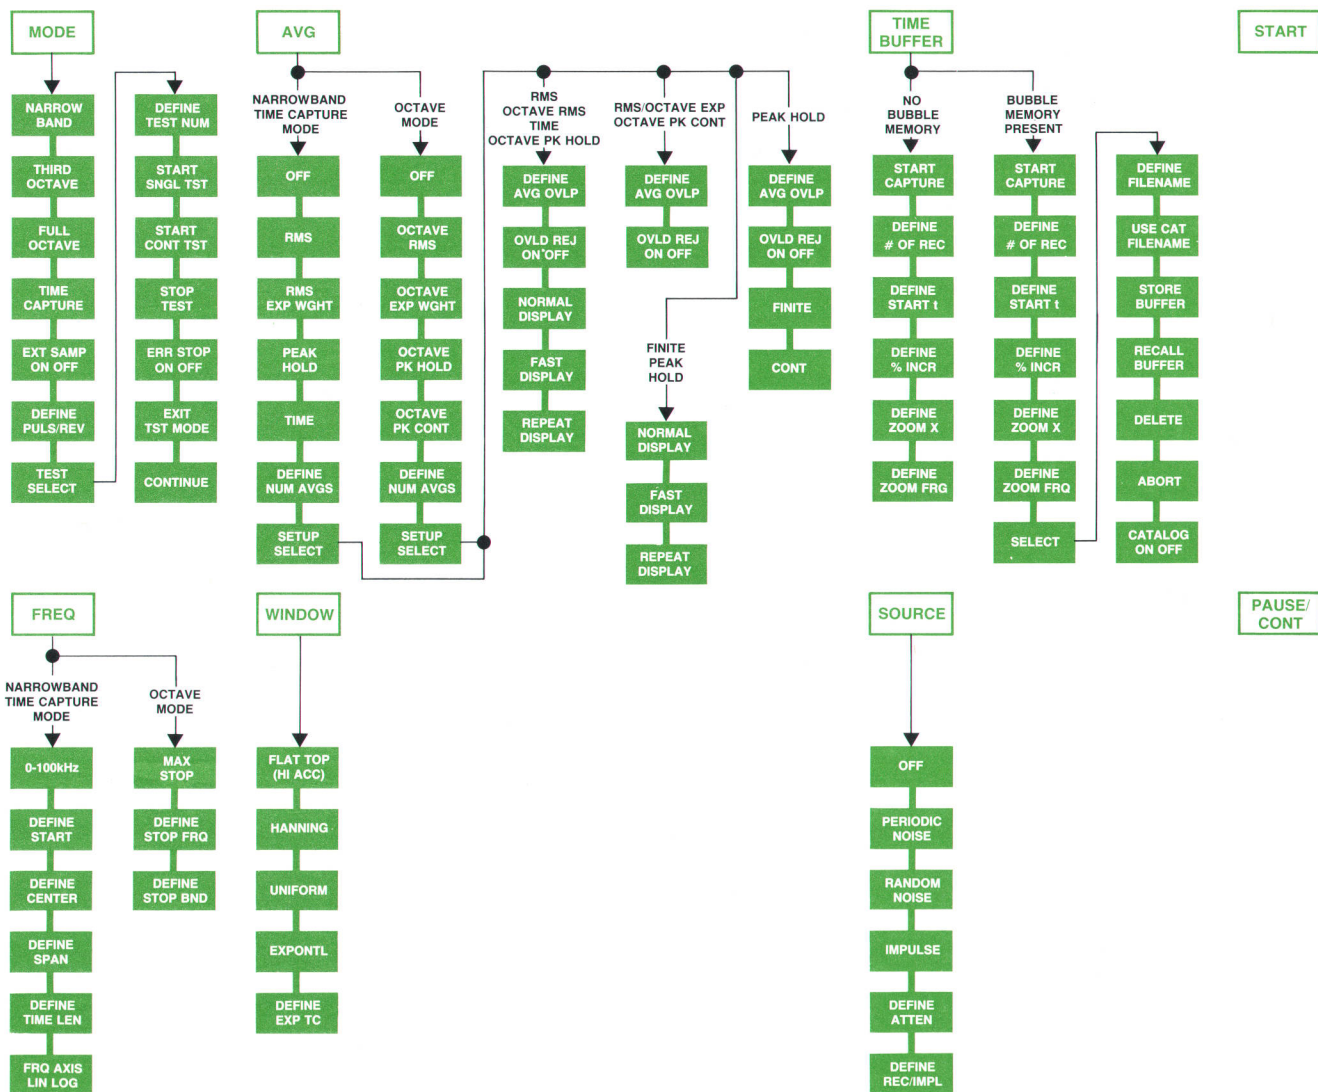 MODE
NARROW
BAND
THIRD
OCTAVE
FULL
OCTAVE
TIME
CAPTURE
EXT SAMP
ON OFF
DEFINE
PULS/REV
TEST
SELECT
DEFINE
TEST NUM
START
SNGL TST
START
CONT TST
STOP
TEST
ERR STOP
ON OFF
EXIT
TST MODE
CONTINUE
AVG
NARROWBAND
TIME CAPTURE
MODE
OFF
RMS
RMS
EXP WGHT
PEAK
HOLD
TIME
DEFINE
NUM AVGS
SETUP
SELECT
OCTAVE
MODE
OFF
OCTAVE
RMS
OCTAVE
EXP WGHT
OCTAVE
PK HOLD
OCTAVE
PK CONT
DEFINE
NUM AVGS
SETUP
SELECT
RMS
OCTAVE RMS
TIME
OCTAVE PK HOLD
DEFINE
AVG OVLP
OVLD REJ
ON OFF
NORMAL
DISPLAY
FAST
DISPLAY
REPEAT
DISPLAY
RMS/OCTAVE EXP
OCTAVE PK CONT
DEFINE
AVG OVLP
OVLD REJ
ON OFF
FINITE
PEAK
HOLD
NORMAL
DISPLAY
FAST
DISPLAY
REPEAT
DISPLAY
PEAK HOLD
DEFINE
AVG OVLP
OVLD REJ
ON OFF
FINITE
CONT
TIME
BUFFER
NO
BUBBLE
MEMORY
START
CAPTURE
DEFINE
# OF REC
DEFINE
START t
DEFINE
% INCR
DEFINE
ZOOM X
DEFINE
ZOOM FRG
BUBBLE
MEMORY
PRESENT
START
CAPTURE
DEFINE
# OF REC
DEFINE
START t
DEFINE
% INCR
DEFINE
ZOOM X
DEFINE
ZOOM FRQ
SELECT
DEFINE
FILENAME
USE CAT
FILENAME
STORE
BUFFER
RECALL
BUFFER
DELETE
ABORT
CATALOG
ON OFF
START
FREQ
NARROWBAND
TIME CAPTURE
MODE
0-100kHz
DEFINE
START
DEFINE
CENTER
DEFINE
SPAN
DEFINE
TIME LEN
FRQ AXIS
LIN LOG
OCTAVE
MODE
MAX
STOP
DEFINE
STOP FRQ
DEFINE
STOP BND
WINDOW
FLAT TOP
(HI ACC)
HANNING
UNIFORM
EXPONTL
DEFINE
EXP TC
SOURCE
OFF
PERIODIC
NOISE
RANDOM
NOISE
IMPULSE
DEFINE
ATTEN
DEFINE
REC/IMPL
PAUSE/
CONT